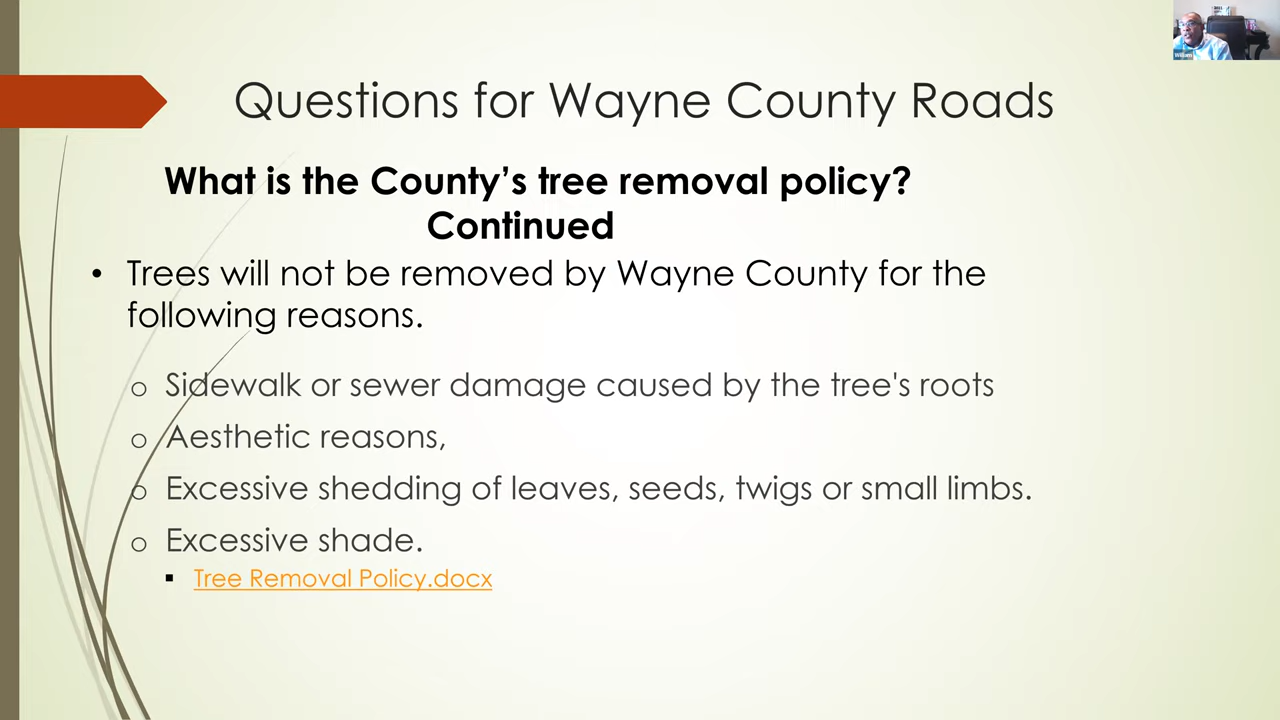 Questions for Wayne County Roads
What is the County's tree removal policy?
Continued
• Trees will not be removed by Wayne County for the
following reasons.
o Sidewalk or sewer damage caused by the tree's roots
o Aesthetic reasons,
o Excessive shedding of leaves, seeds, twigs or small limbs.
o Excessive shade.
▪ Tree Removal Policy.docx